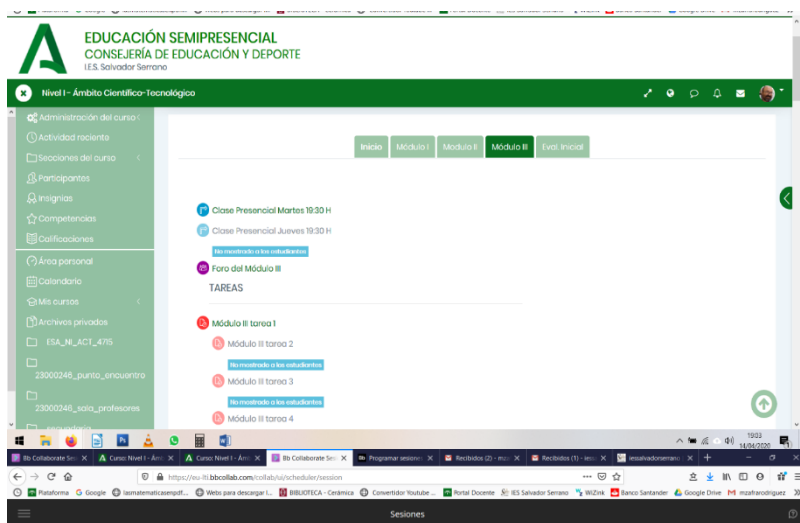 EDUCACIÓN SEMIPRESENCIAL
CONSEJERÍA DE EDUCACIÓN Y DEPORTE
I.E.S. Salvador Serrano
Nivel I - Ámbito Científico-Tecnológico
Administración del curso
Actividad reciente
Secciones del curso
Participantes
Insignias
Competencias
Calificaciones
Área personal
Calendario
Mis cursos
Archivos privados
ESA_NI_ACT_4715
23000246_punto_encuentro
23000246_sala_profesores
Inicio Módulo I Modulo II Módulo III Eval. Inicial
Clase Presencial Martes 19:30 H
Clase Presencial Jueves 19:30 H
No mostrado a los estudiantes
Foro del Módulo III
TAREAS
Módulo III tarea 1
Módulo III tarea 2
No mostrado a los estudiantes
Módulo III tarea 3
No mostrado a los estudiantes
Módulo III tarea 4
19:03
14/04/2020
Bb Collaborate Ses Curso: Nivel I - Ámb Curso: Nivel I - Ámb Bb Collaborate Ses Programar sesiones Recibidos (2) - mza Recibidos (1) - iess iessalvadorserrano
https://eu-lti.bbcollab.com/collab/ui/scheduler/session
Plataforma Google lasmatematicasenpdf... Webs para descargar l... BIBLIOTECA - Cerámica Convertidor Youtube ... Portal Docente IES Salvador Serrano WiZink Banco Santander Google Drive mzafrarodriguez
Sesiones